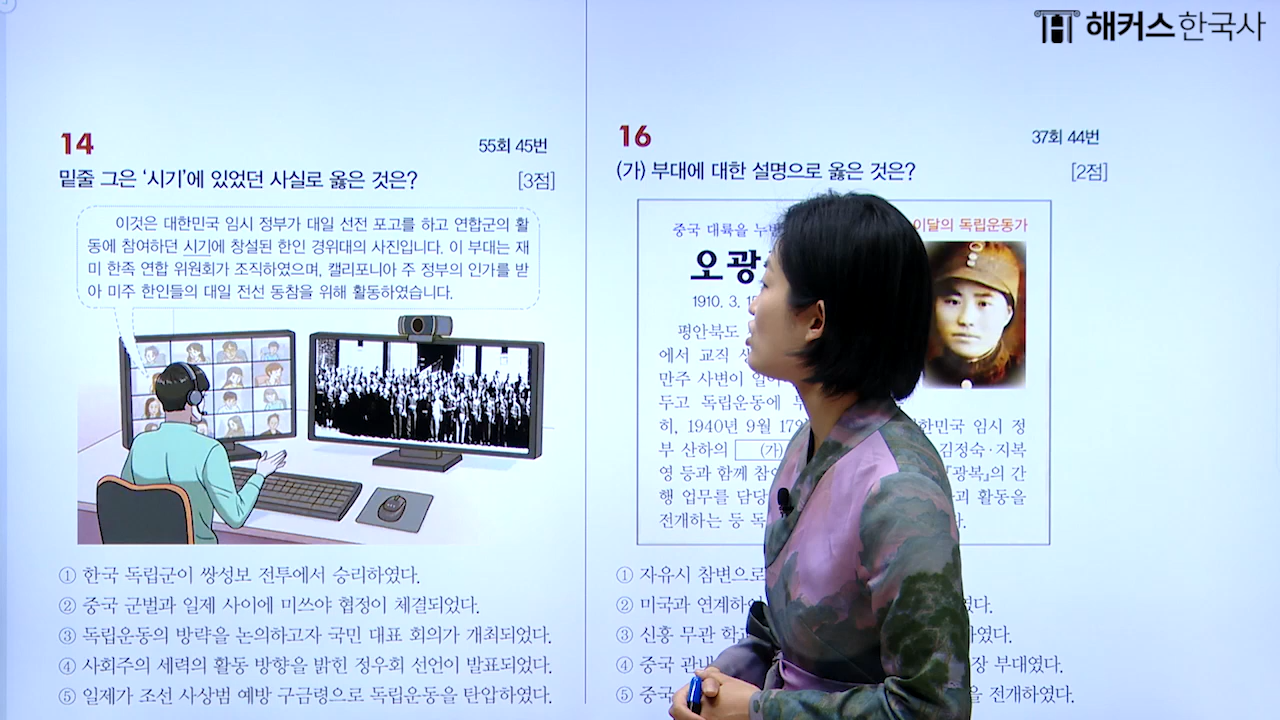 해커스한국사
14
55회 45번
밑줄 그은 '시기'에 있었던 사실로 옳은 것은?
[3점]
이것은 대한민국 임시 정부가 대일 선전 포고를 하고 연합군의 활
동에 참여하던 시기에 창설된 한인 경위대의 사진입니다. 이 부대는 재
미 한족 연합 위원회가 조직하였으며, 캘리포니아 주 정부의 인가를 받
아 미주 한인들의 대일 전선 동참을 위해 활동하였습니다.
① 한국 독립군이 쌍성보 전투에서 승리하였다.
② 중국 군벌과 일제 사이에 미쓰야 협정이 체결되었다.
③ 독립운동의 방략을 논의하고자 국민 대표 회의가 개최되었다.
④ 사회주의 세력의 활동 방향을 밝힌 정우회 선언이 발표되었다.
⑤ 일제가 조선 사상범 예방 구금령으로 독립운동을 탄압하였다.
16
37회 44번
(가) 부대에 대한 설명으로 옳은 것은?
[2점]
중국 대륙을 누 이달의 독립운동가
오광
1910. 3.
평안북도
에서 교직
만주 사변이
두고 독립운동에
히, 1940년 9월 17 대한민국 임시 정
부 산하의 (가) 김정숙·지복
영 등과 함께 『광복』의 간
행 업무를 담당 활동을
전개하는 등 다.
① 자유시 참변으로 
② 미국과 연계하 었다.
③ 신흥 무관 학 하였다.
④ 중국 관내 부대였다.
⑤ 중국 을 전개하였다.